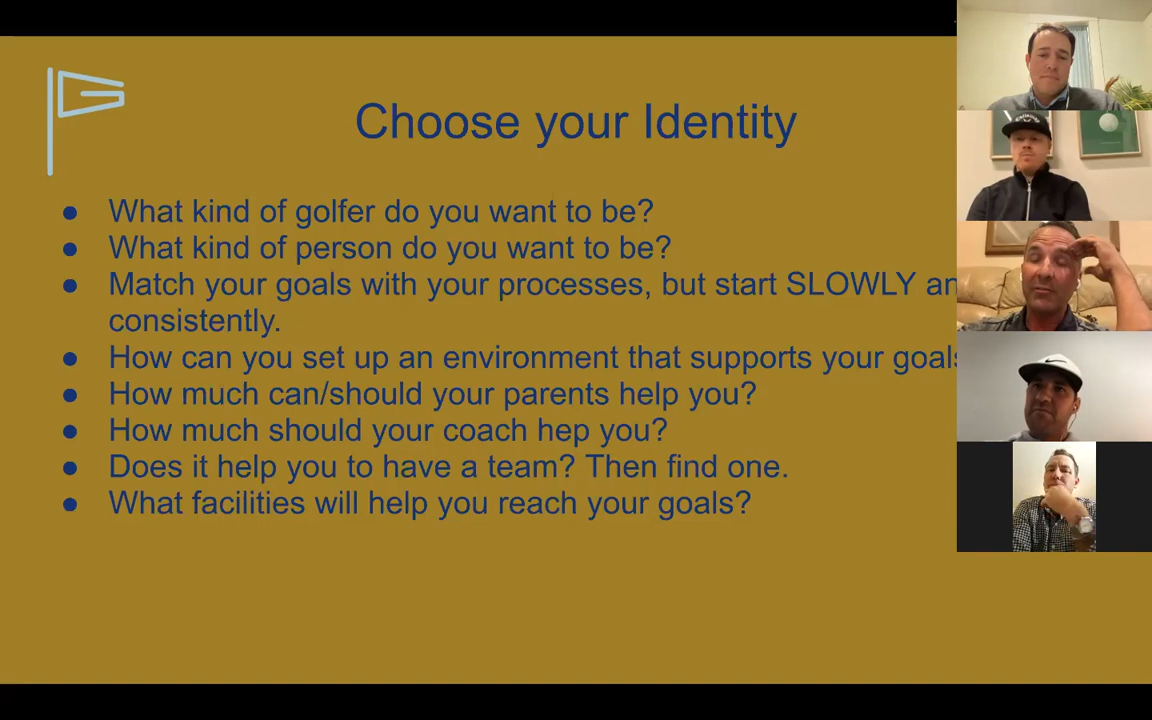 Choose your Identity
● What kind of golfer do you want to be?
● What kind of person do you want to be?
● Match your goals with your processes, but start SLOWLY an
consistently.
● How can you set up an environment that supports your goals
● How much can/should your parents help you?
● How much should your coach hep you?
● Does it help you to have a team? Then find one.
● What facilities will help you reach your goals?